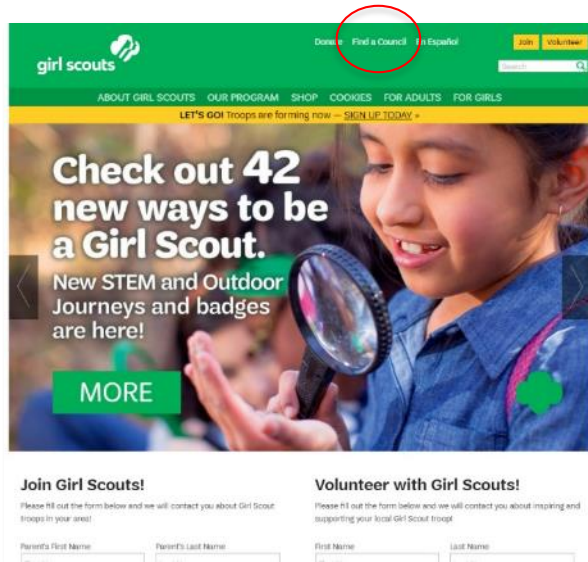 Donate Find a Council En Español
Join Volunteer
girl scouts
Search
ABOUT GIRL SCOUTS OUR PROGRAM SHOP COOKIES FOR ADULTS FOR GIRLS
LET'S GO! Troops are forming now — SIGN UP TODAY »
Check out 42
new ways to be
a Girl Scout.
New STEM and Outdoor
Journeys and badges
are here!
MORE
Join Girl Scouts!
Please fill out the form below and we will contact you about Girl Scout
troops in your area!
Parent's First Name Parent's Last Name
Volunteer with Girl Scouts!
Please fill out the form below and we will contact you about inspiring and
supporting your local Girl Scout troop!
First Name Last Name